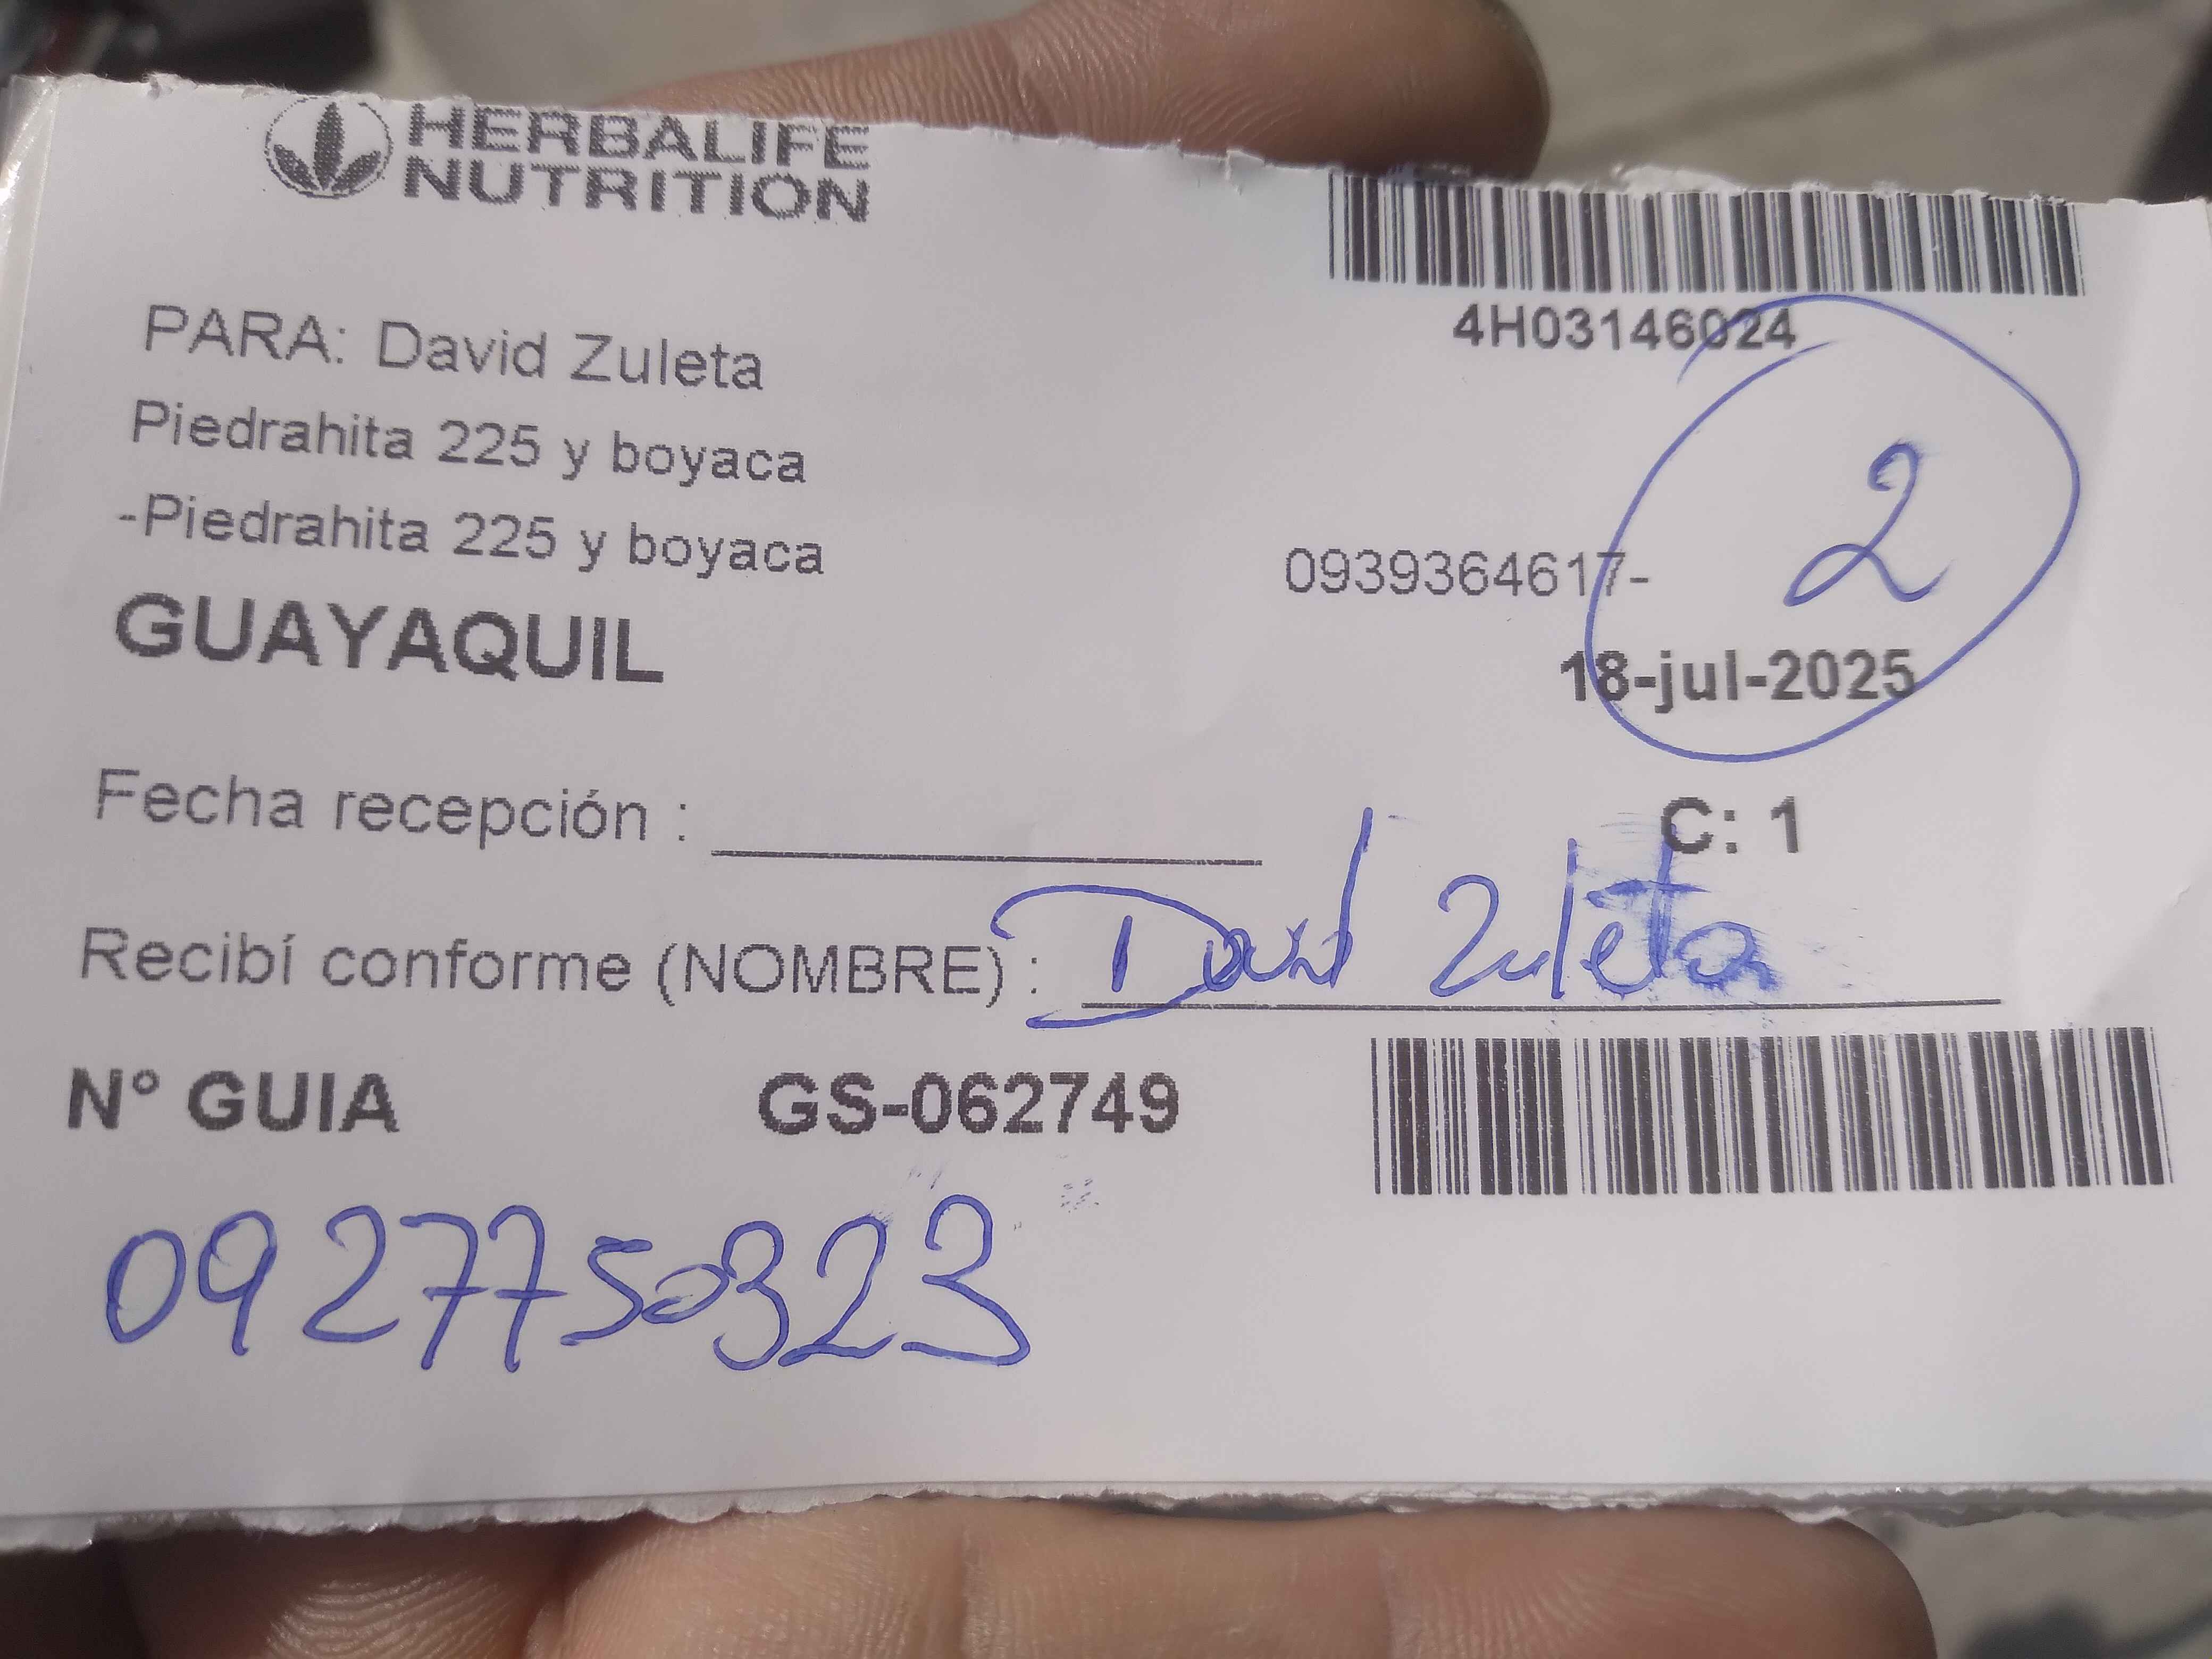 HERBALIFE
NUTRITION
4H03146024
PARA: David Zuleta
Piedrahita 225 y boyaca
-Piedrahita 225 y boyaca
0939364617-
2
GUAYAQUIL
18-jul-2025
Fecha recepción :
C: 1
Recibí conforme (NOMBRE) : David Zuleta
N° GUIA GS-062749
0927750323